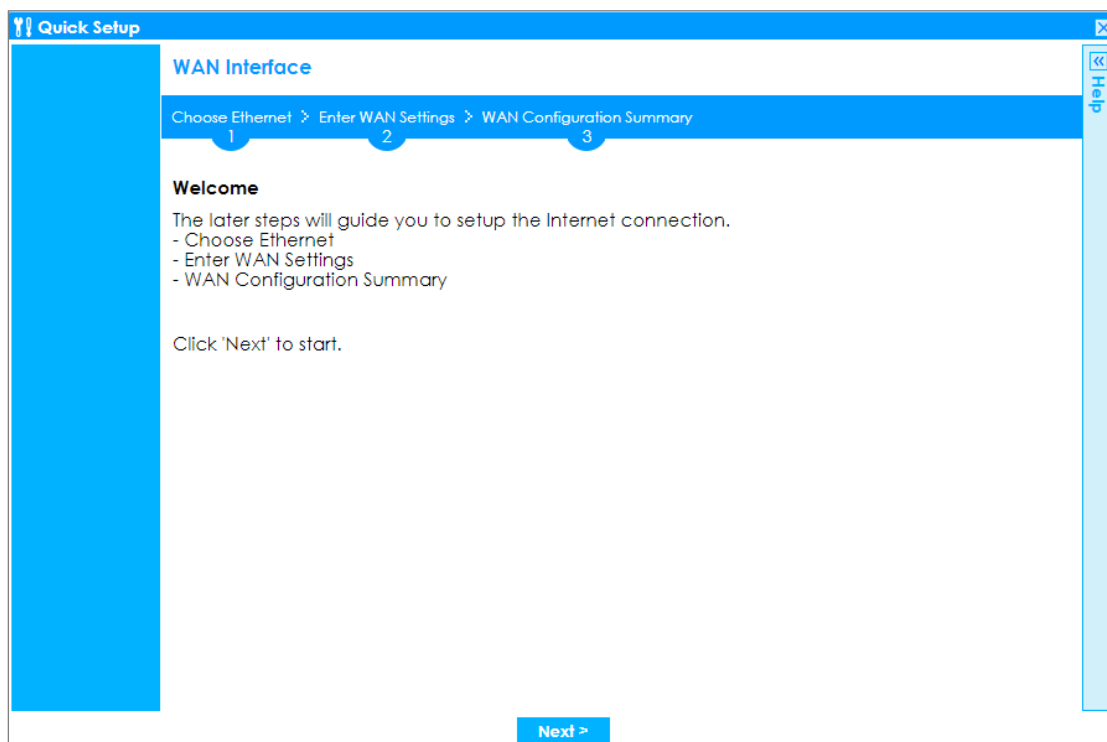 Quick Setup
WAN Interface
« Help
Choose Ethernet > Enter WAN Settings > WAN Configuration Summary
1 2 3
Welcome
The later steps will guide you to setup the Internet connection.
- Choose Ethernet
- Enter WAN Settings
- WAN Configuration Summary
Click 'Next' to start.
Next >